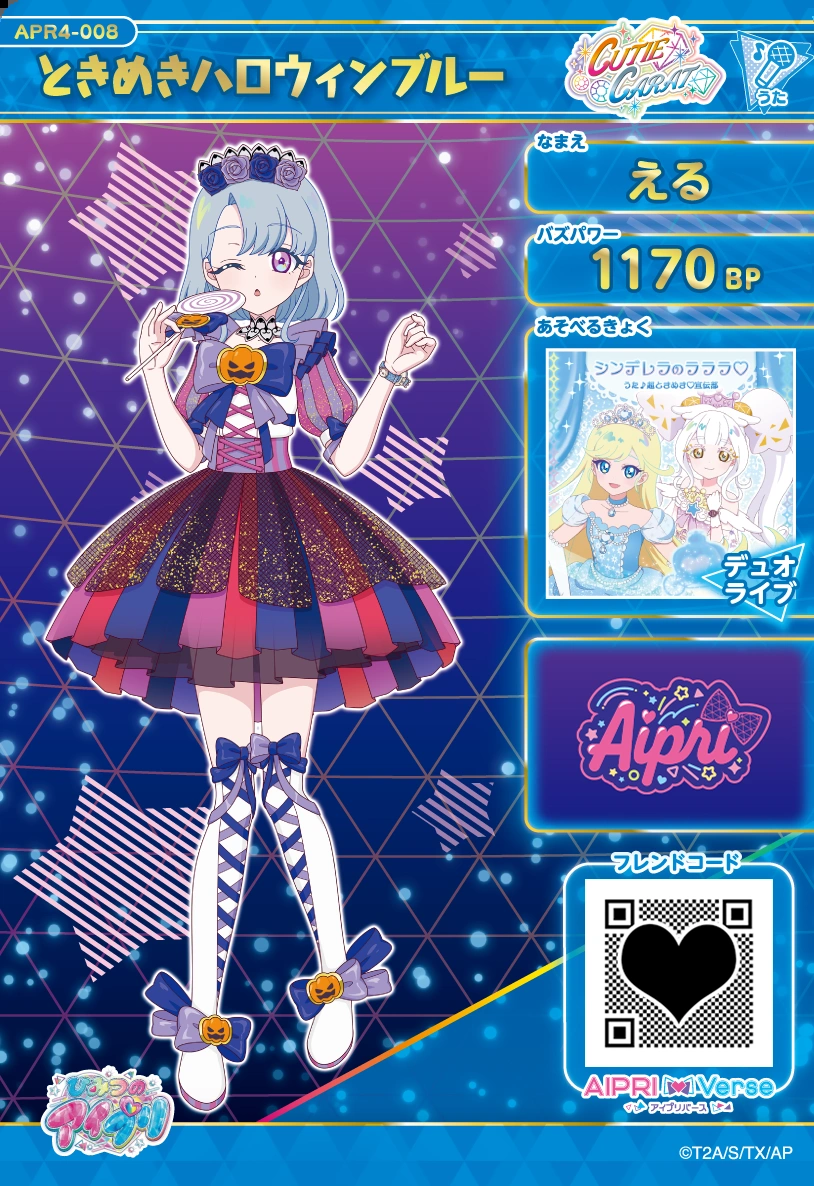 APR4-008
ときめきハロウィンブルー
CUTIE
CARAT
うた
なまえ
える
バズパワー
1170 BP
あそべるきょく
シンデレラのラララ♡
うた♪超ときめき♡宣伝部
デュオ
ライブ
Aipri
フレンドコード
AIPRI Verse
アイプリバース
ひみつの
アイプリ
©T2A/S/TX/AP